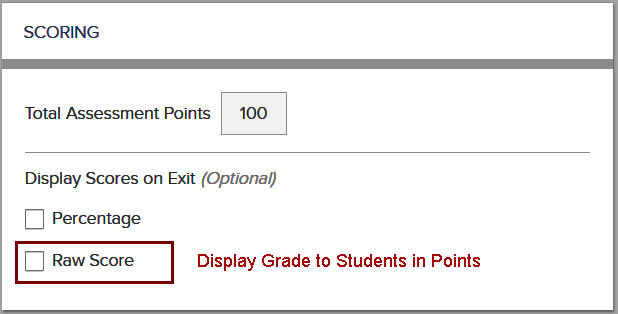 SCORING
Total Assessment Points 100
Display Scores on Exit (Optional)
Percentage
Raw Score Display Grade to Students in Points